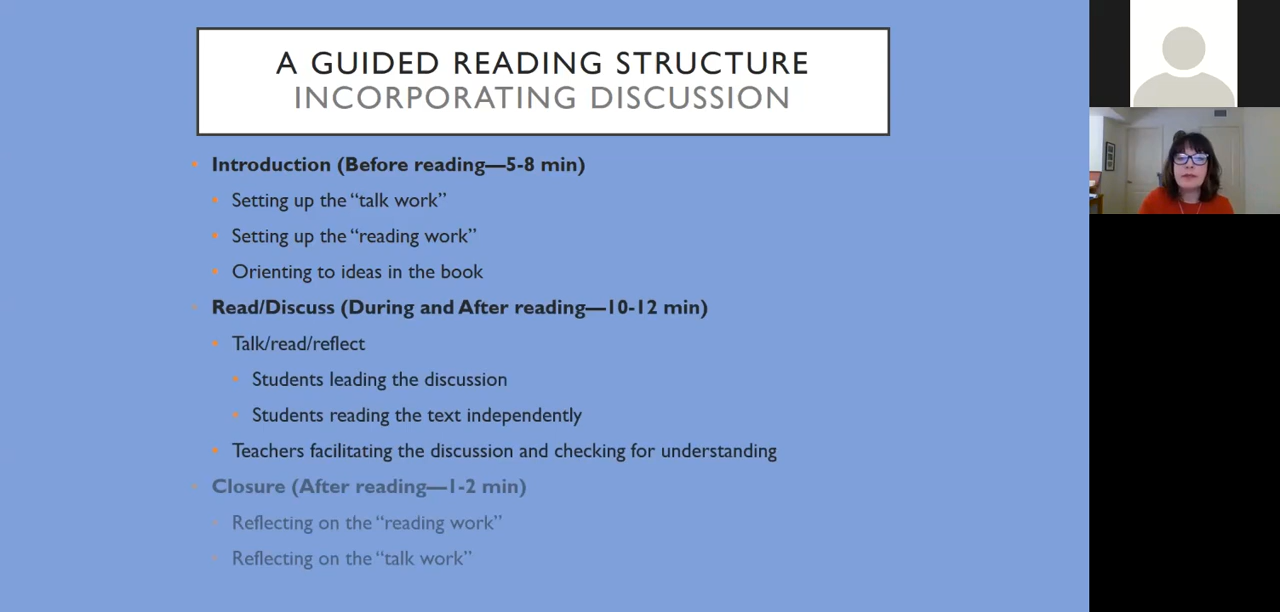 A GUIDED READING STRUCTURE
INCORPORATING DISCUSSION
• Introduction (Before reading—5-8 min)
• Setting up the “talk work”
• Setting up the “reading work”
• Orienting to ideas in the book
• Read/Discuss (During and After reading—10-12 min)
• Talk/read/reflect
• Students leading the discussion
• Students reading the text independently
• Teachers facilitating the discussion and checking for understanding
• Closure (After reading—1-2 min)
• Reflecting on the “reading work”
• Reflecting on the “talk work”